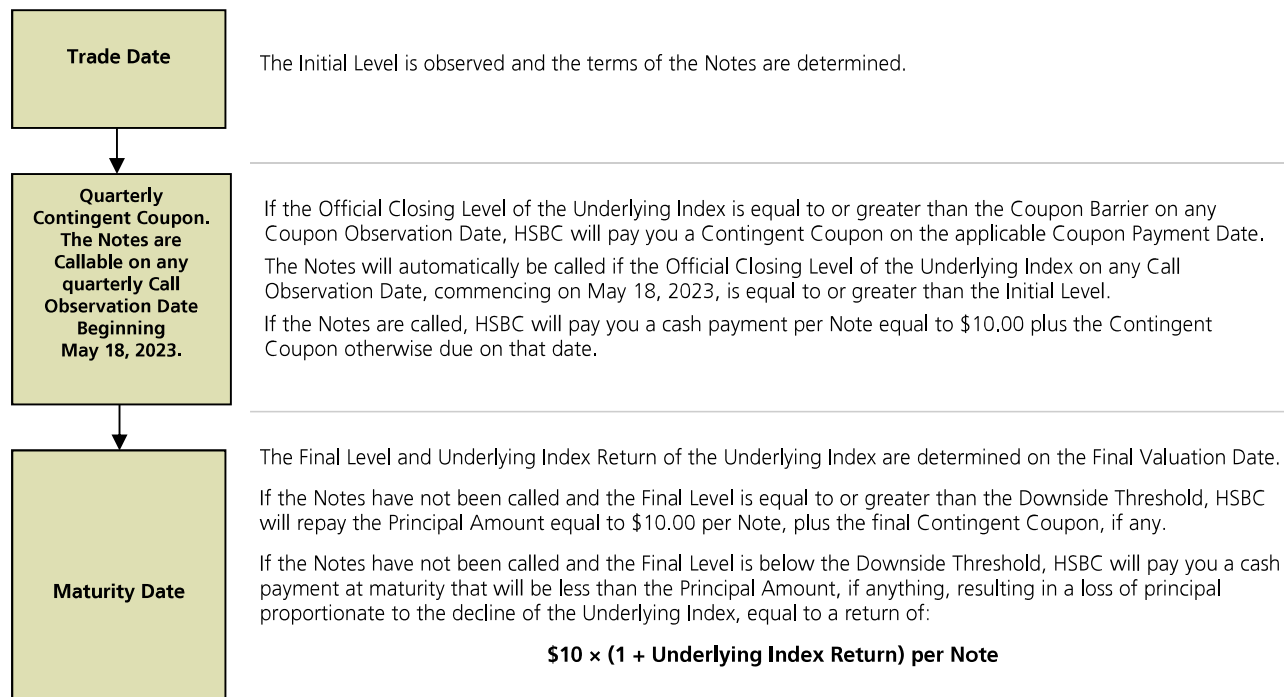 Trade Date
The Initial Level is observed and the terms of the Notes are determined.
Quarterly
Contingent Coupon.
The Notes are
Callable on any
quarterly Call
Observation Date
Beginning
May 18, 2023.
If the Official Closing Level of the Underlying Index is equal to or greater than the Coupon Barrier on any
Coupon Observation Date, HSBC will pay you a Contingent Coupon on the applicable Coupon Payment Date.
The Notes will automatically be called if the Official Closing Level of the Underlying Index on any Call
Observation Date, commencing on May 18, 2023, is equal to or greater than the Initial Level.
If the Notes are called, HSBC will pay you a cash payment per Note equal to $10.00 plus the Contingent
Coupon otherwise due on that date.
Maturity Date
The Final Level and Underlying Index Return of the Underlying Index are determined on the Final Valuation Date.
If the Notes have not been called and the Final Level is equal to or greater than the Downside Threshold, HSBC
will repay the Principal Amount equal to $10.00 per Note, plus the final Contingent Coupon, if any.
If the Notes have not been called and the Final Level is below the Downside Threshold, HSBC will pay you a cash
payment at maturity that will be less than the Principal Amount, if anything, resulting in a loss of principal
proportionate to the decline of the Underlying Index, equal to a return of:
$10 × (1 + Underlying Index Return) per Note